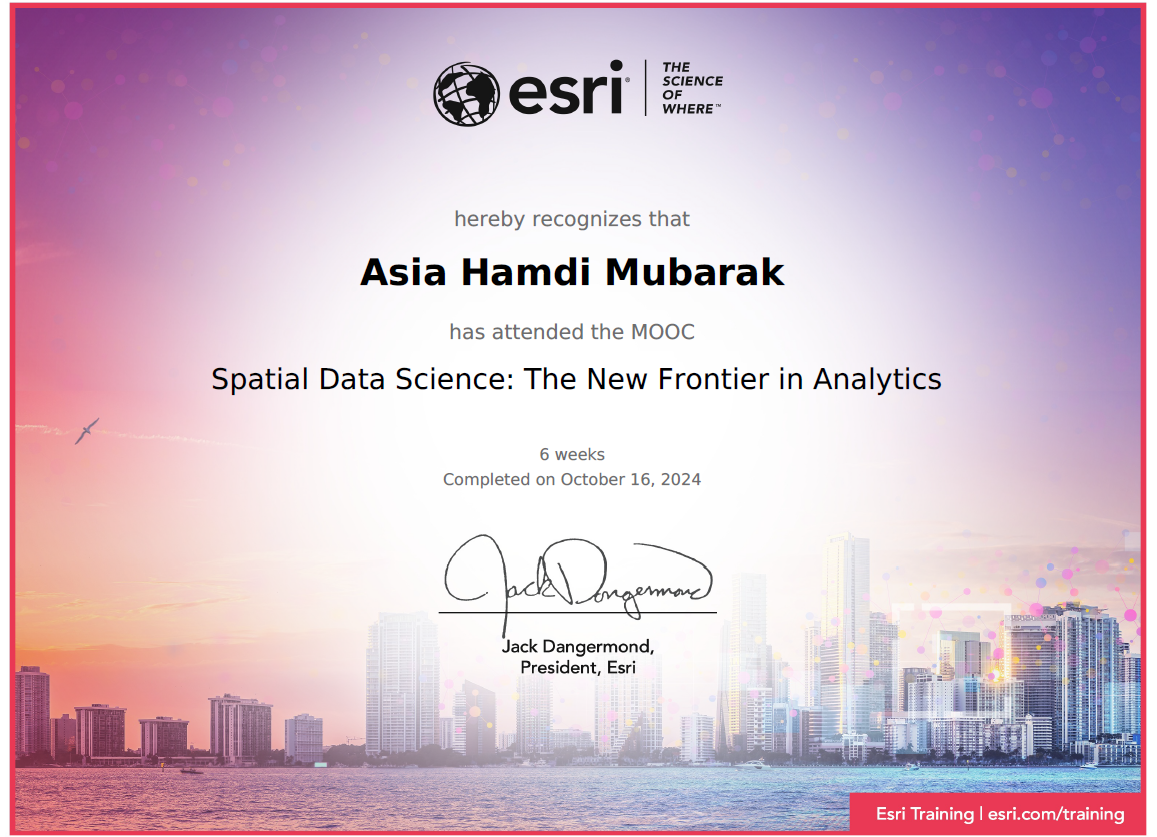 esri®
THE
SCIENCE
OF
WHERE™
hereby recognizes that
Asia Hamdi Mubarak
has attended the MOOC
Spatial Data Science: The New Frontier in Analytics
6 weeks
Completed on October 16, 2024
Jack Dangermond
Jack Dangermond,
President, Esri
Esri Training | esri.com/training